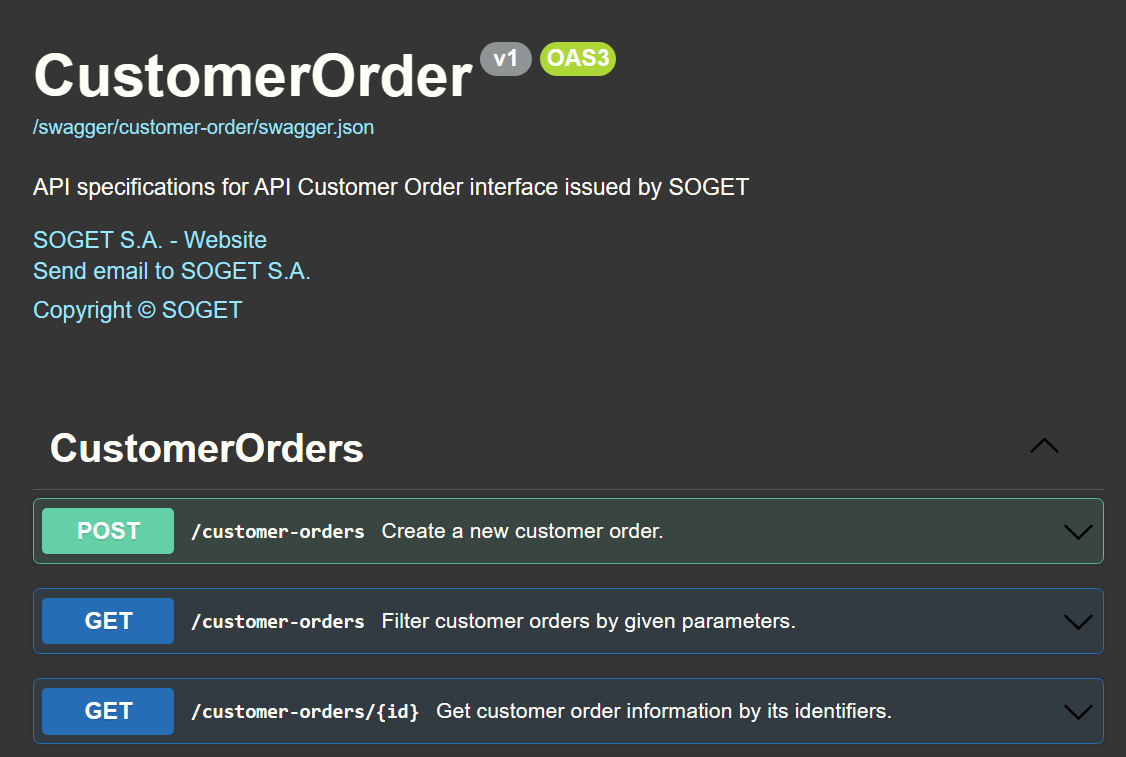 CustomerOrder v1 OAS3
/swagger/customer-order/swagger.json
API specifications for API Customer Order interface issued by SOGET
SOGET S.A. - Website
Send email to SOGET S.A.
Copyright © SOGET
CustomerOrders
POST /customer-orders Create a new customer order.
GET /customer-orders Filter customer orders by given parameters.
GET /customer-orders/{id} Get customer order information by its identifiers.